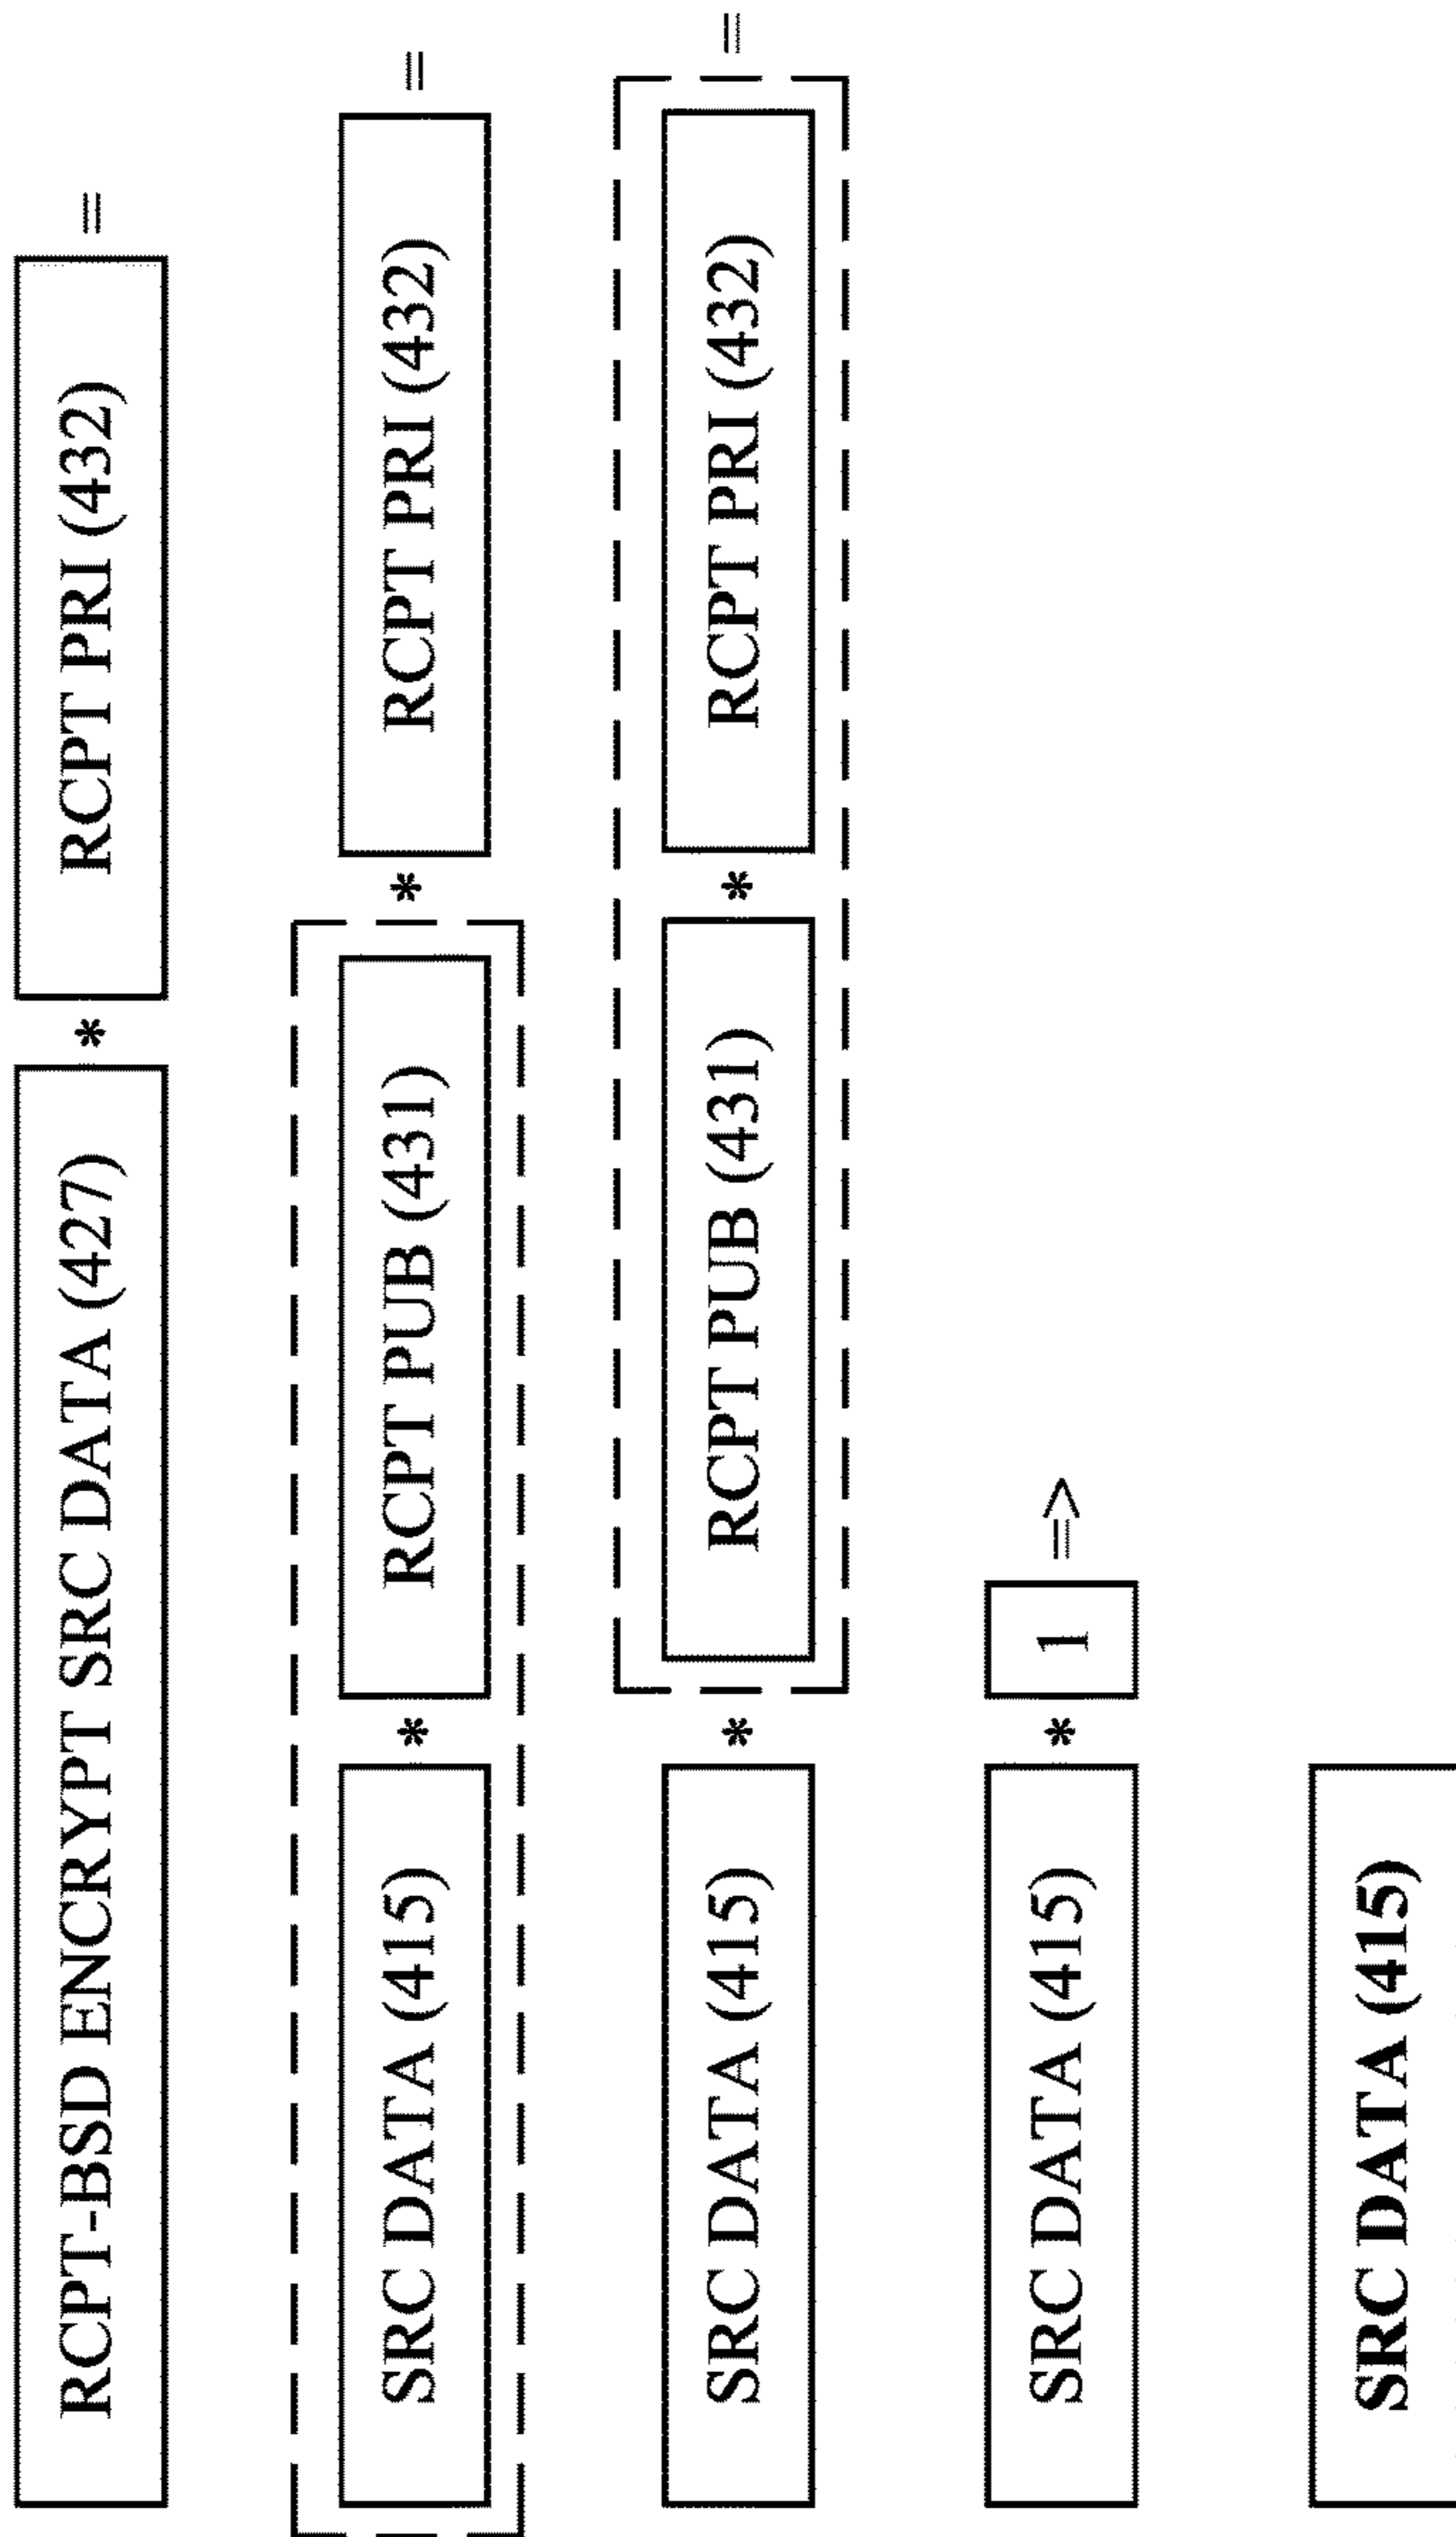 RCPT-BSD ENCRYPT SRC DATA (427) * RCPT PRI (432) =
SRC DATA (415) * RCPT PUB (431) * RCPT PRI (432) =
SRC DATA (415) * RCPT PUB (431) * RCPT PRI (432) =
SRC DATA (415) * 1 =>
SRC DATA (415)